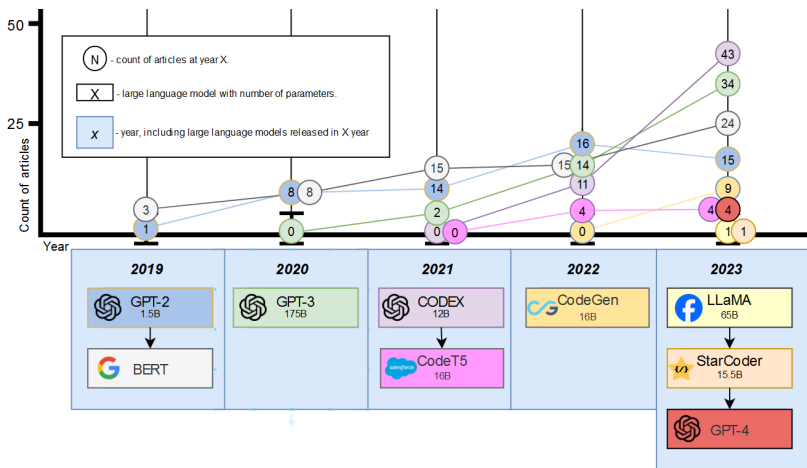 50
25
Count of articles
Year
N - count of articles at year X.
X - large language model with number of parameters.
x - year, including large language models released in X year
3
1
8
8
0
15
14
2
0
0
15
16
14
11
4
0
43
34
24
15
9
4
4
1
1
2019
GPT-2
1.5B
BERT
2020
GPT-3
175B
2021
CODEX
12B
salesforce
CodeT5
16B
2022
CodeGen
16B
2023
LLaMA
65B
StarCoder
15.5B
GPT-4